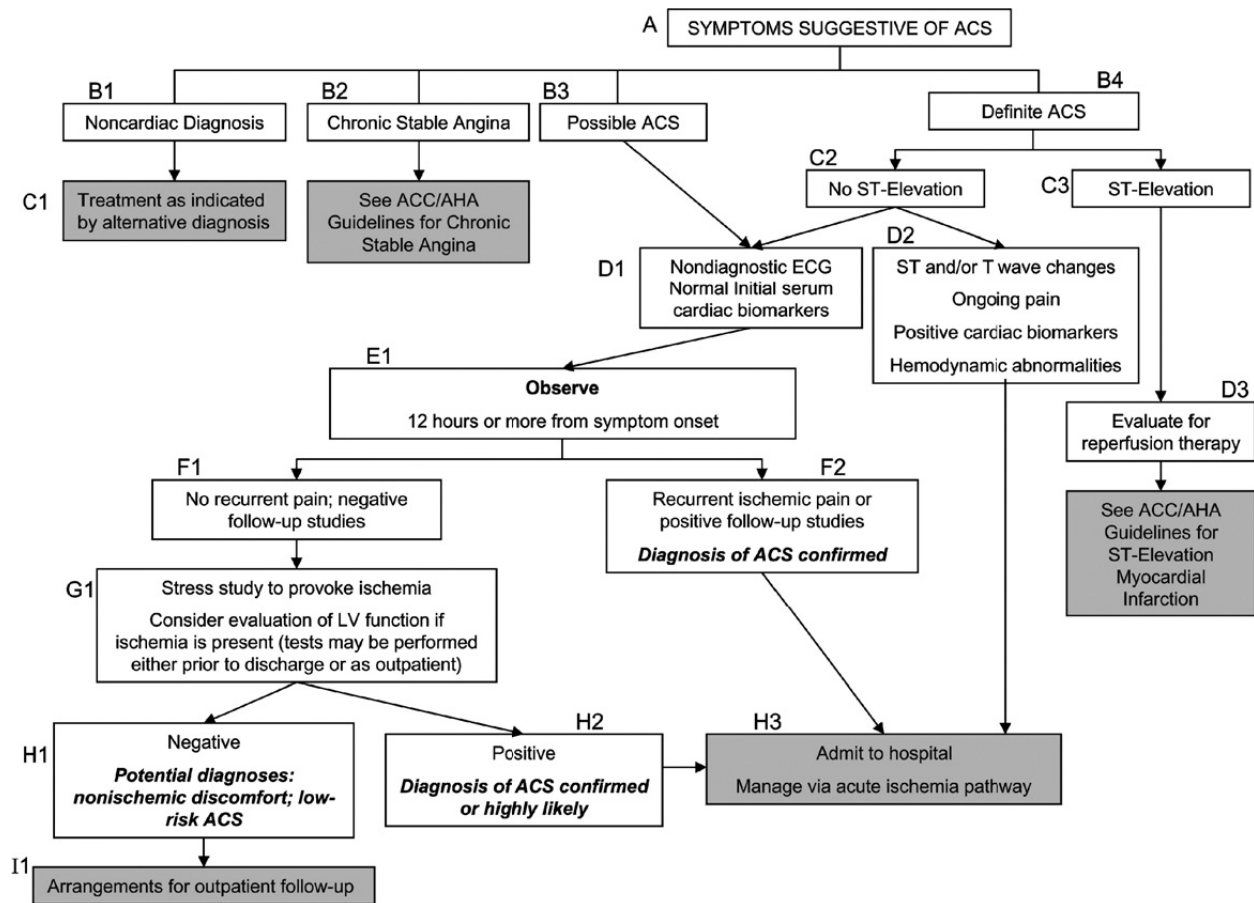 A
SYMPTOMS SUGGESTIVE OF ACS
B1
Noncardiac Diagnosis
B2
Chronic Stable Angina
B3
Possible ACS
B4
Definite ACS
C1
Treatment as indicated
by alternative diagnosis
See ACC/AHA
Guidelines for Chronic
Stable Angina
C2
No ST-Elevation
C3
ST-Elevation
D1
Nondiagnostic ECG
Normal Initial serum
cardiac biomarkers
D2
ST and/or T wave changes
Ongoing pain
Positive cardiac biomarkers
Hemodynamic abnormalities
D3
Evaluate for
reperfusion therapy
See ACC/AHA
Guidelines for
ST-Elevation
Myocardial
Infarction
E1
Observe
12 hours or more from symptom onset
F1
No recurrent pain; negative
follow-up studies
F2
Recurrent ischemic pain or
positive follow-up studies
Diagnosis of ACS confirmed
G1
Stress study to provoke ischemia
Consider evaluation of LV function if
ischemia is present (tests may be performed
either prior to discharge or as outpatient)
H1
Negative
Potential diagnoses:
nonischemic discomfort; low-
risk ACS
H2
Positive
Diagnosis of ACS confirmed
or highly likely
H3
Admit to hospital
Manage via acute ischemia pathway
I1
Arrangements for outpatient follow-up